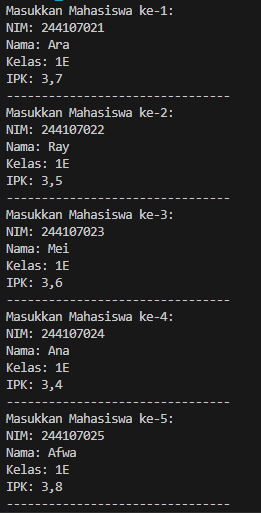 Masukkan Mahasiswa ke-1:
NIM: 244107021
Nama: Ara
Kelas: 1E
IPK: 3,7
--------------------------------
Masukkan Mahasiswa ke-2:
NIM: 244107022
Nama: Ray
Kelas: 1E
IPK: 3,5
--------------------------------
Masukkan Mahasiswa ke-3:
NIM: 244107023
Nama: Mei
Kelas: 1E
IPK: 3,6
--------------------------------
Masukkan Mahasiswa ke-4:
NIM: 244107024
Nama: Ana
Kelas: 1E
IPK: 3,4
--------------------------------
Masukkan Mahasiswa ke-5:
NIM: 244107025
Nama: Afwa
Kelas: 1E
IPK: 3,8
--------------------------------